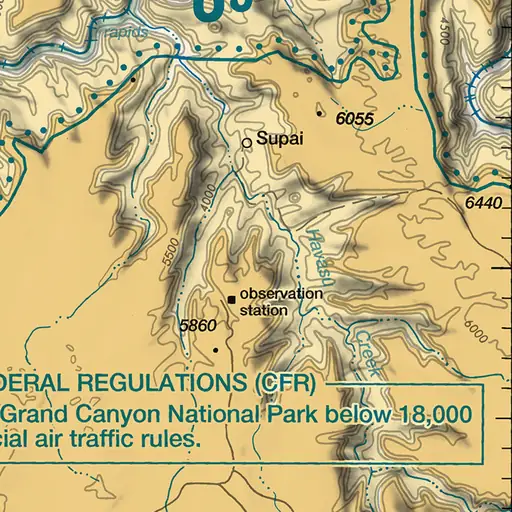 rapids
4500
6055
Supai
6440
1000
5500
Havasu
observation
station
5860
6000
Creek
DERAL REGULATIONS (CFR)
Grand Canyon National Park below 18,000
cial air traffic rules.